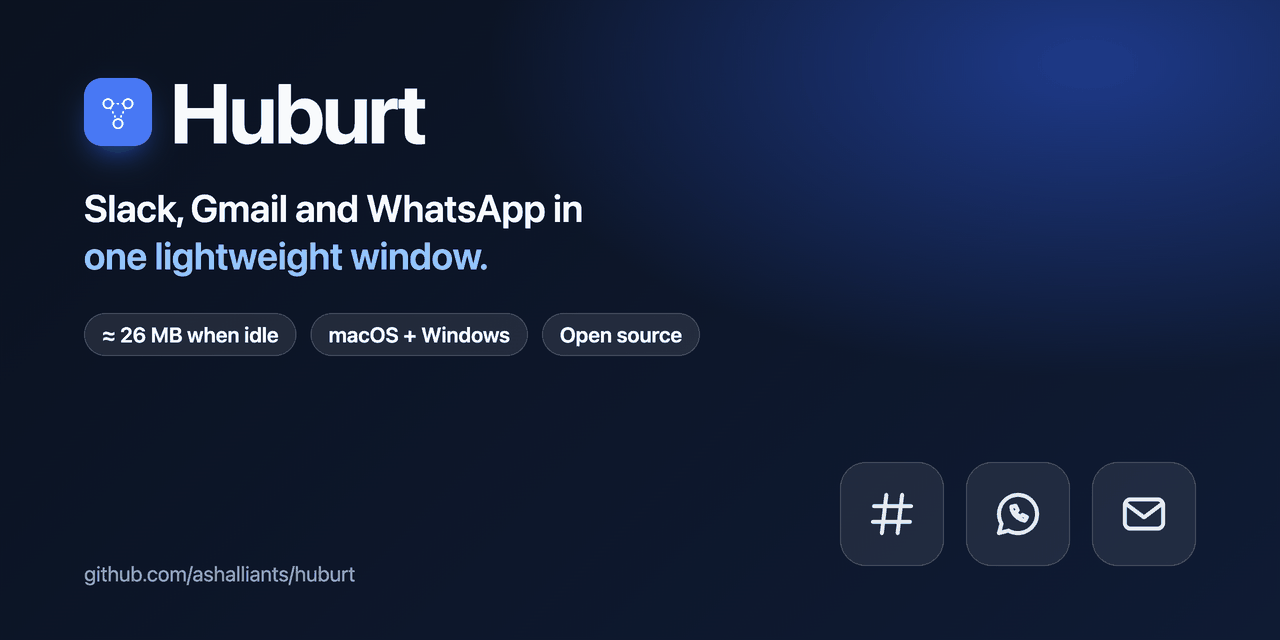 Huburt
Slack, Gmail and WhatsApp in
one lightweight window.
≈ 26 MB when idle
macOS + Windows
Open source
github.com/ashalliants/huburt